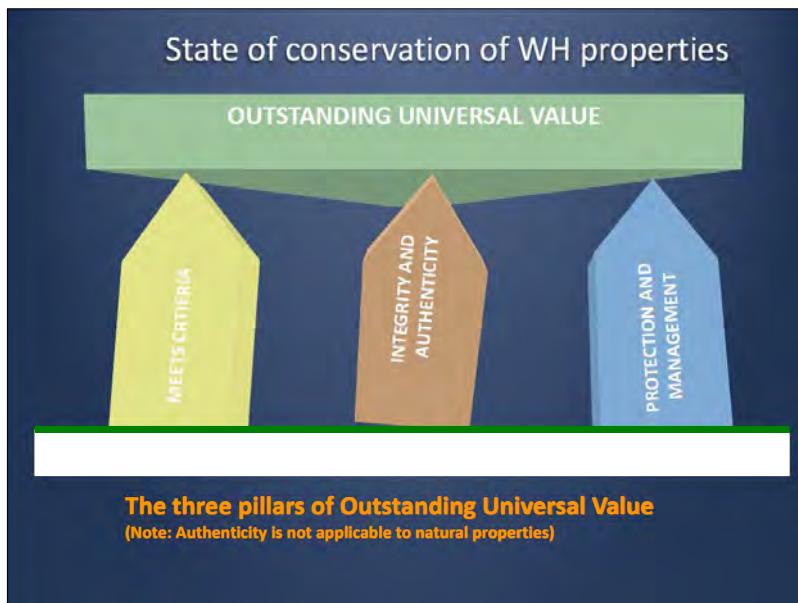 State of conservation of WH properties
OUTSTANDING UNIVERSAL VALUE
MEETS CRTIERIA
INTEGRITY AND
AUTHENTICITY
PROTECTION AND
MANAGEMENT
The three pillars of Outstanding Universal Value
(Note: Authenticity is not applicable to natural properties)